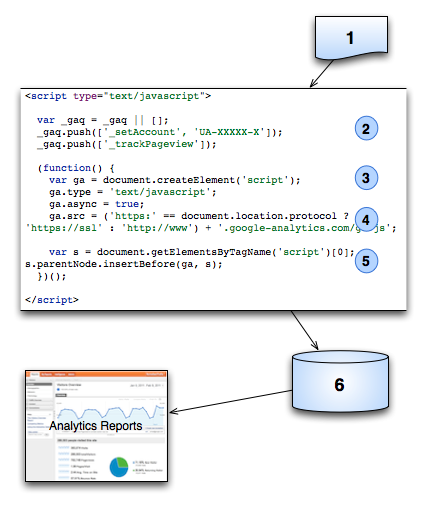 1
<script type="text/javascript">
var _gaq = _gaq || [];
_gaq.push(['_setAccount', 'UA-XXXXX-X']);
2
_gaq.push(['_trackPageview']);
(function() {
var ga = document.createElement('script');
3
ga.type = 'text/javascript';
ga.async = true;
ga.src = ('https:' == document.location.protocol ?
4
'https://ssl' : 'http://www') + '.google-analytics.com/ga.js';
var s = document.getElementsByTagName('script')[0];
5
s.parentNode.insertBefore(ga, s);
})();
</script>
6
Analytics Reports